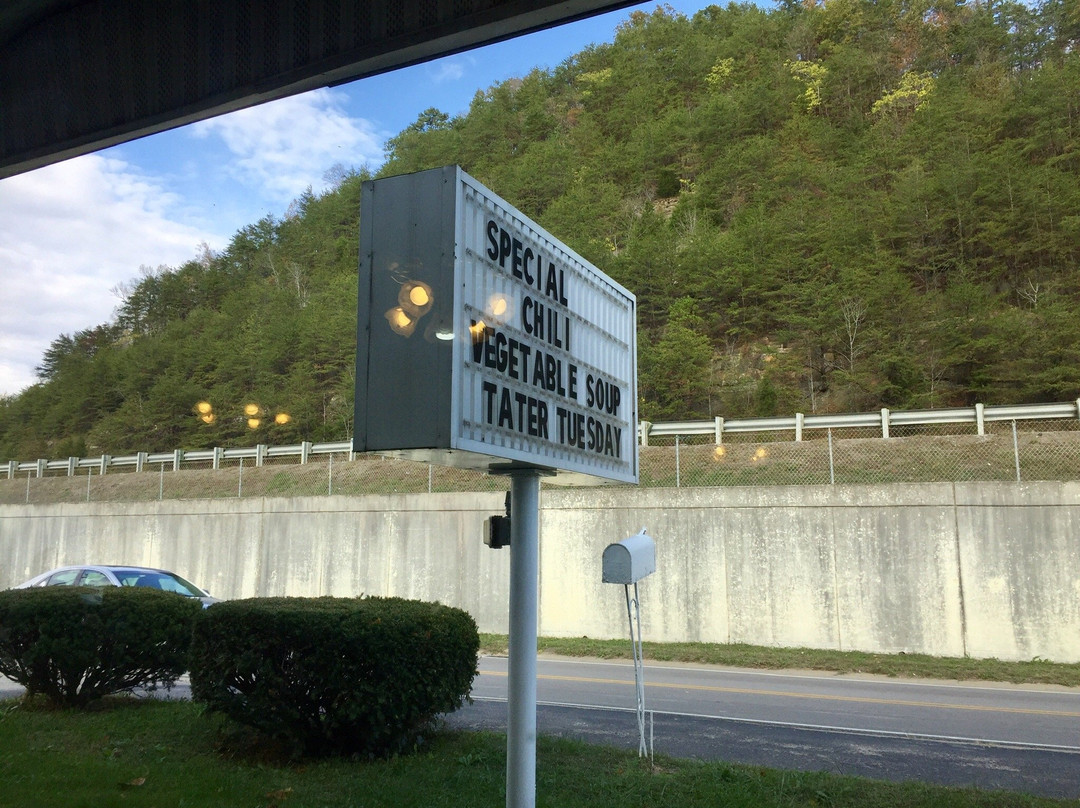 SPECIAL
CHILI
VEGETABLE SOUP
TATER TUESDAY